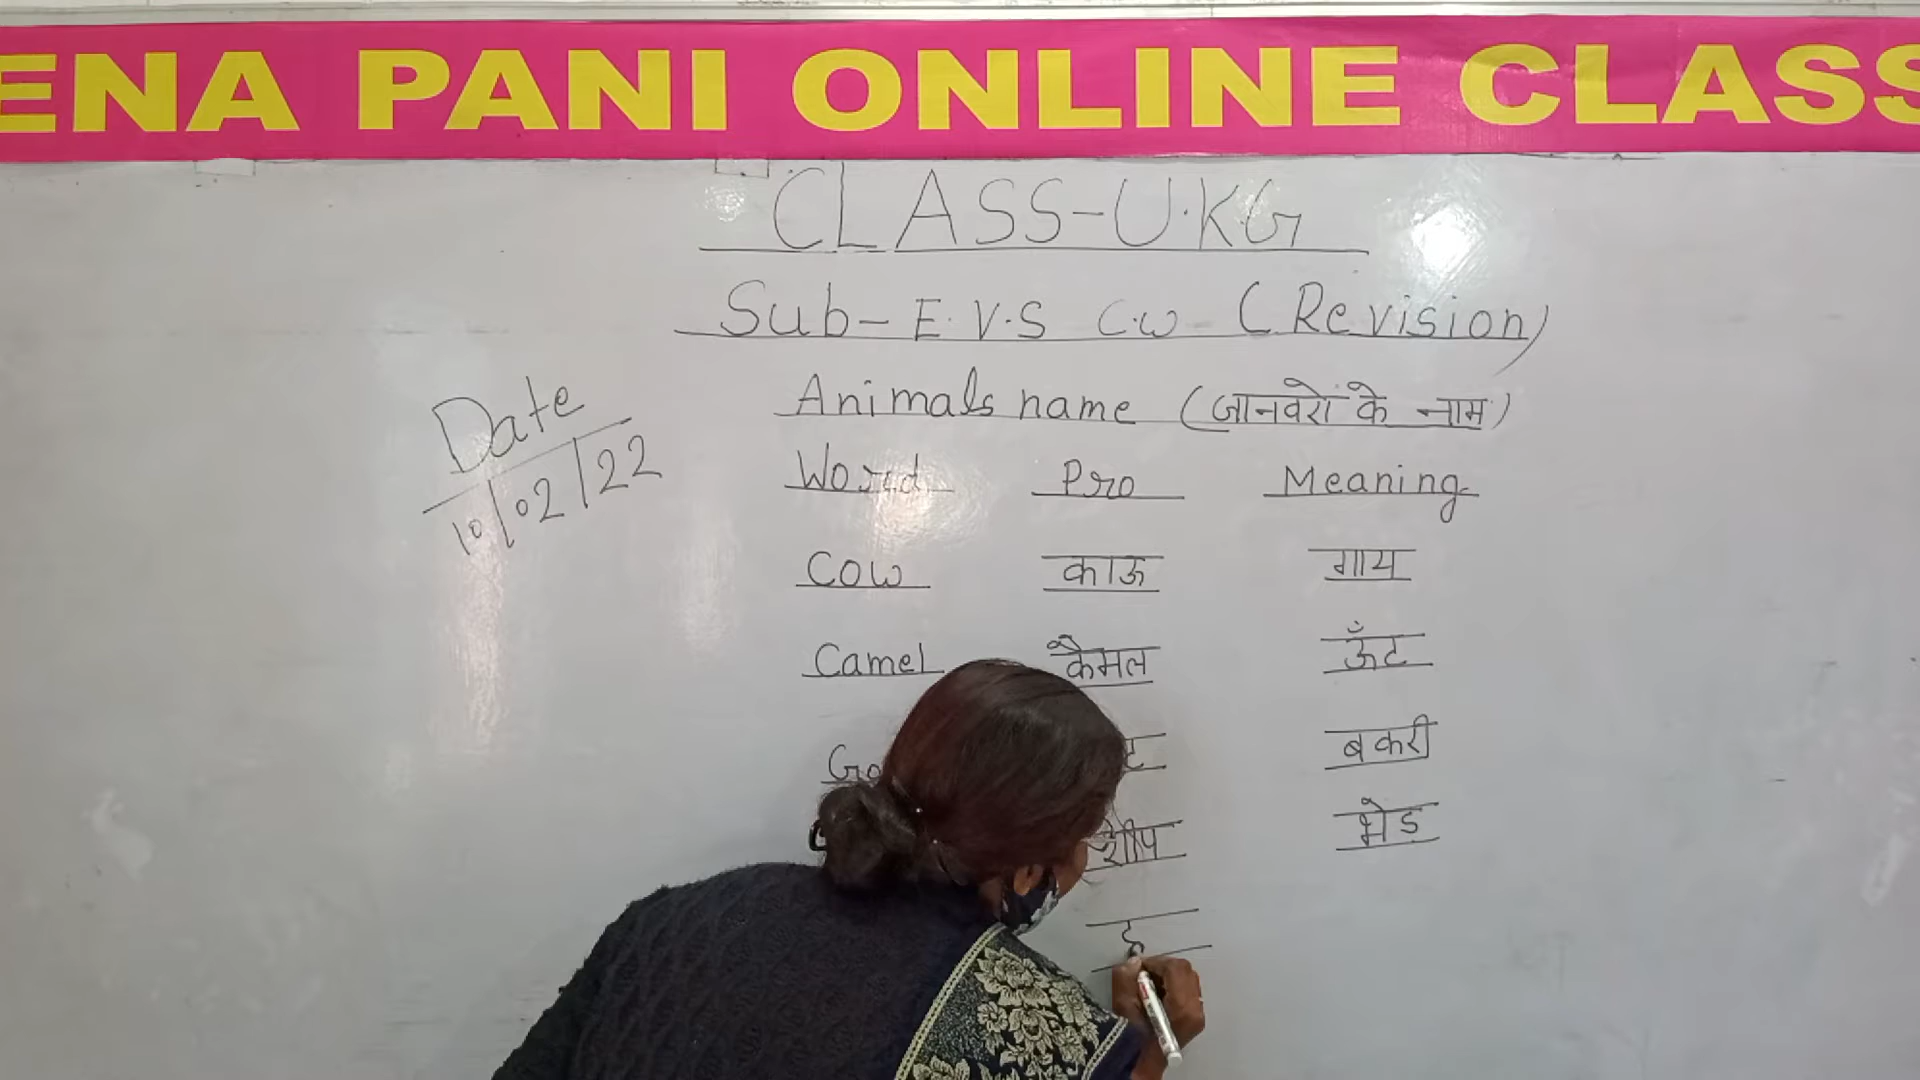 ENA PANI ONLINE CLASS
CLASS-U.KG
Sub- E.V.S C.W (Revision)
Date
10/02/22
Animals name (जानवरों के नाम)
Word Pro Meaning
Cow काऊ गाय
Camel कैमल ऊँट
Go ट बकरी
शीप भेड
ह